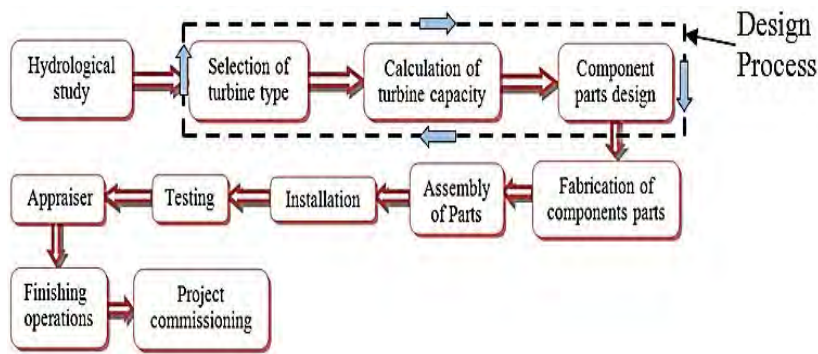 Hydrological
study
Selection of
turbine type
Calculation of
turbine capacity
Component
parts design
Design
Process
Fabrication of
components parts
Assembly
of Parts
Installation
Testing
Appraiser
Finishing
operations
Project
commissioning